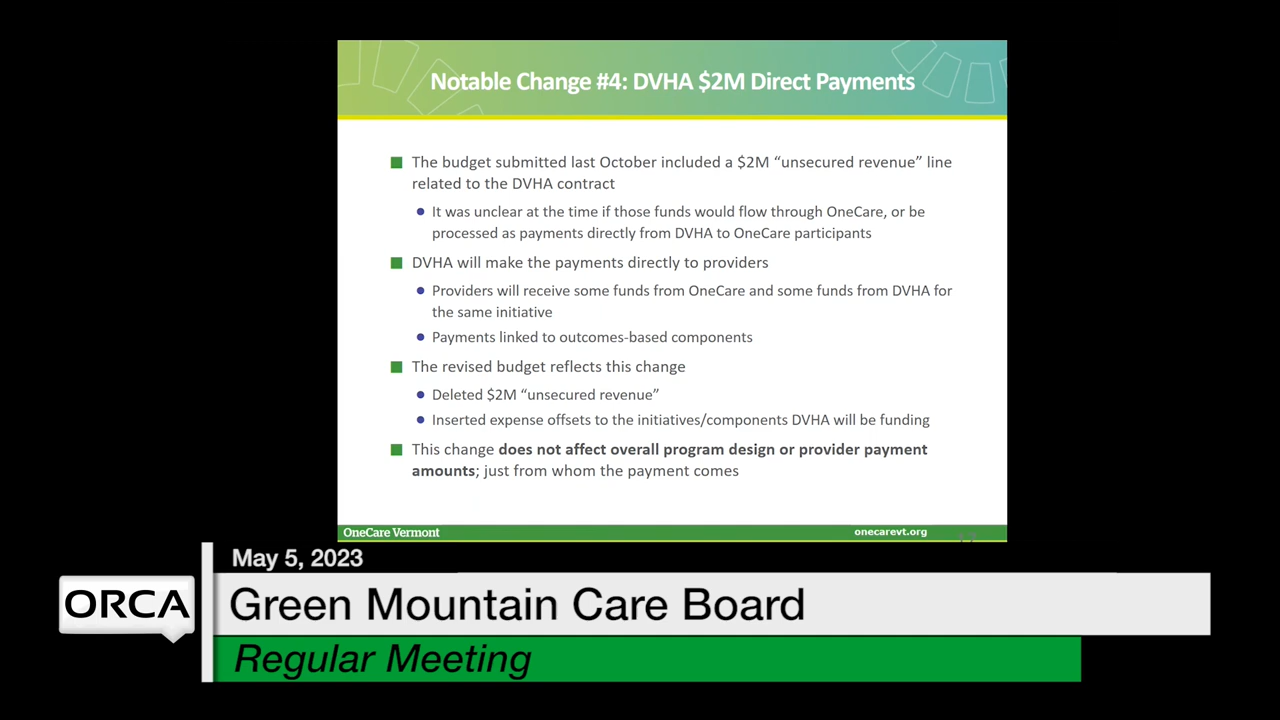 Notable Change #4: DVHA $2M Direct Payments
The budget submitted last October included a $2M “unsecured revenue” line
related to the DVHA contract
It was unclear at the time if those funds would flow through OneCare, or be
processed as payments directly from DVHA to OneCare participants
DVHA will make the payments directly to providers
Providers will receive some funds from OneCare and some funds from DVHA for
the same initiative
Payments linked to outcomes-based components
The revised budget reflects this change
Deleted $2M “unsecured revenue”
Inserted expense offsets to the initiatives/components DVHA will be funding
This change does not affect overall program design or provider payment
amounts; just from whom the payment comes
OneCare Vermont
onecarevt.org
May 5, 2023
ORCA
Green Mountain Care Board
Regular Meeting